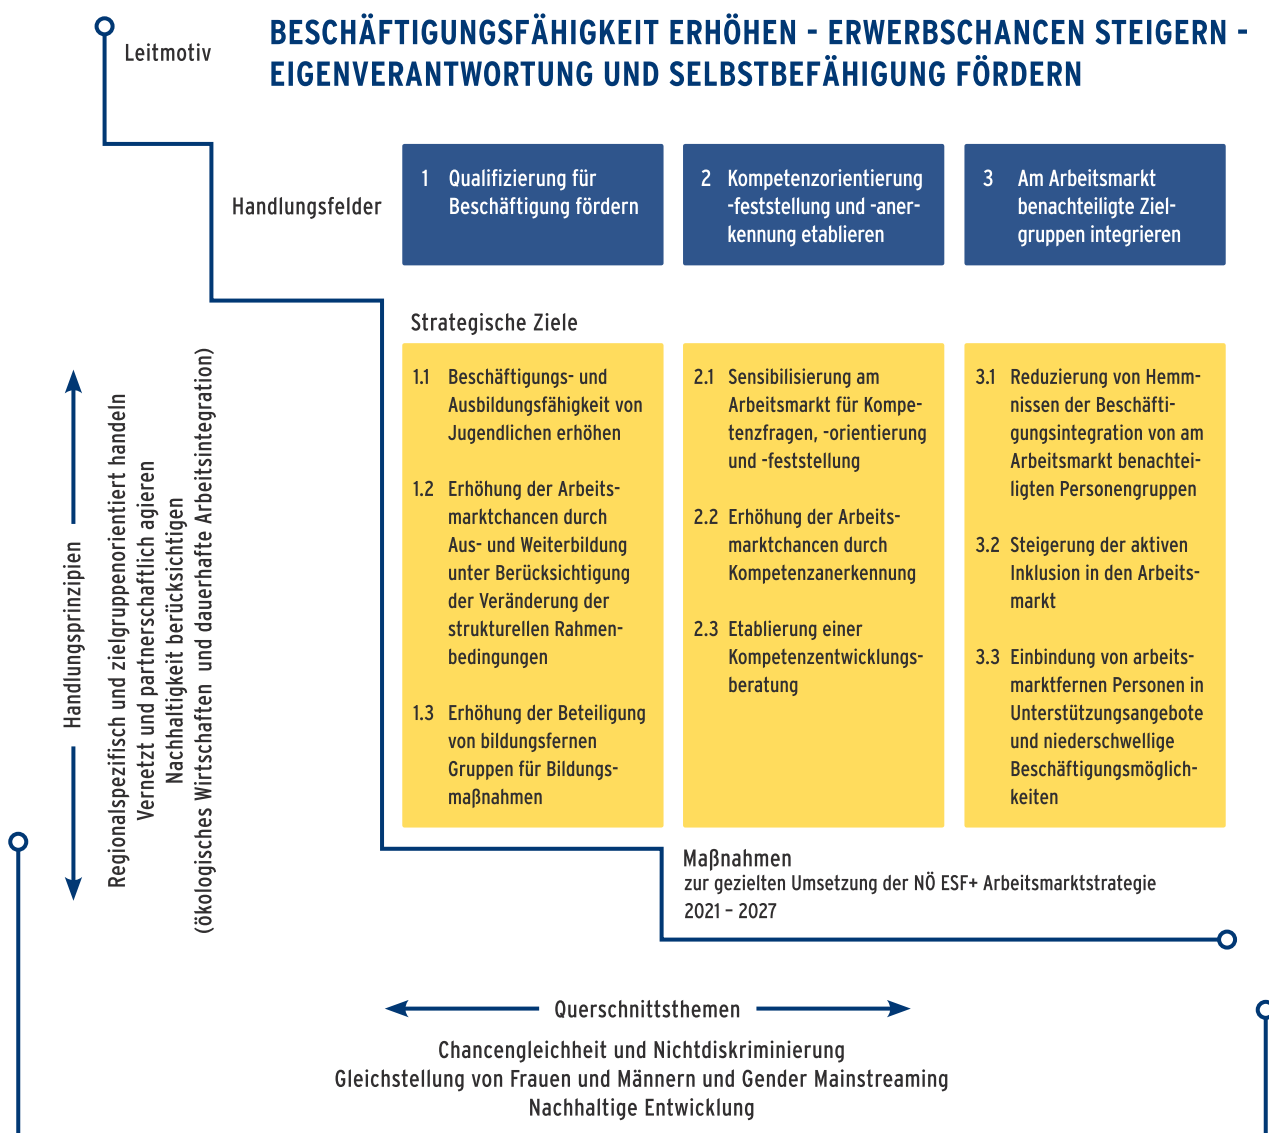 Leitmotiv
BESCHÄFTIGUNGSFÄHIGKEIT ERHÖHEN - ERWERBSCHANCEN STEIGERN -
EIGENVERANTWORTUNG UND SELBSTBEFÄHIGUNG FÖRDERN
Handlungsfelder
1 Qualifizierung für
Beschäftigung fördern
2 Kompetenzorientierung
-feststellung und -aner-
kennung etablieren
3 Am Arbeitsmarkt
benachteiligte Ziel-
gruppen integrieren
Strategische Ziele
1.1 Beschäftigungs- und
Ausbildungsfähigkeit von
Jugendlichen erhöhen
1.2 Erhöhung der Arbeits-
marktchancen durch
Aus- und Weiterbildung
unter Berücksichtigung
der Veränderung der
strukturellen Rahmen-
bedingungen
1.3 Erhöhung der Beteiligung
von bildungsfernen
Gruppen für Bildungs-
maßnahmen
2.1 Sensibilisierung am
Arbeitsmarkt für Kompe-
tenzfragen, -orientierung
und -feststellung
2.2 Erhöhung der Arbeits-
marktchancen durch
Kompetenzanerkennung
2.3 Etablierung einer
Kompetenzentwicklungs-
beratung
3.1 Reduzierung von Hemm-
nissen der Beschäfti-
gungsintegration von am
Arbeitsmarkt benachtei-
ligten Personengruppen
3.2 Steigerung der aktiven
Inklusion in den Arbeits-
markt
3.3 Einbindung von arbeits-
marktfernen Personen in
Unterstützungsangebote
und niederschwellige
Beschäftigungsmöglich-
keiten
Handlungsprinzipien
Regionalspezifisch und zielgruppenorientiert handeln
Vernetzt und partnerschaftlich agieren
Nachhaltigkeit berücksichtigen
(ökologisches Wirtschaften und dauerhafte Arbeitsintegration)
Maßnahmen
zur gezielten Umsetzung der NÖ ESF+ Arbeitsmarktstrategie
2021 – 2027
Querschnittsthemen
Chancengleichheit und Nichtdiskriminierung
Gleichstellung von Frauen und Männern und Gender Mainstreaming
Nachhaltige Entwicklung